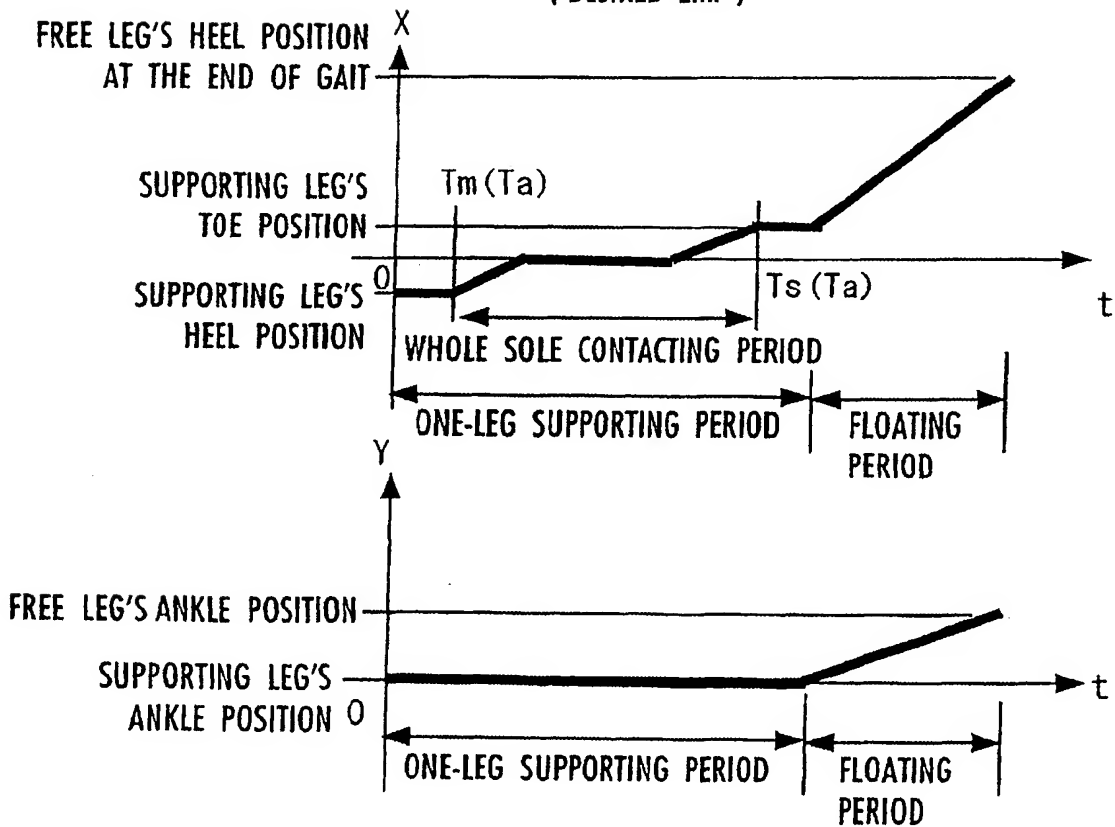 X
FREE LEG'S HEEL POSITION
AT THE END OF GAIT
SUPPORTING LEG'S
TOE POSITION
Tm(Ta)
0
SUPPORTING LEG'S
HEEL POSITION
Ts(Ta)
t
WHOLE SOLE CONTACTING PERIOD
ONE-LEG SUPPORTING PERIOD
FLOATING
PERIOD
Y
FREE LEG'S ANKLE POSITION
SUPPORTING LEG'S
ANKLE POSITION
0
t
ONE-LEG SUPPORTING PERIOD
FLOATING
PERIOD